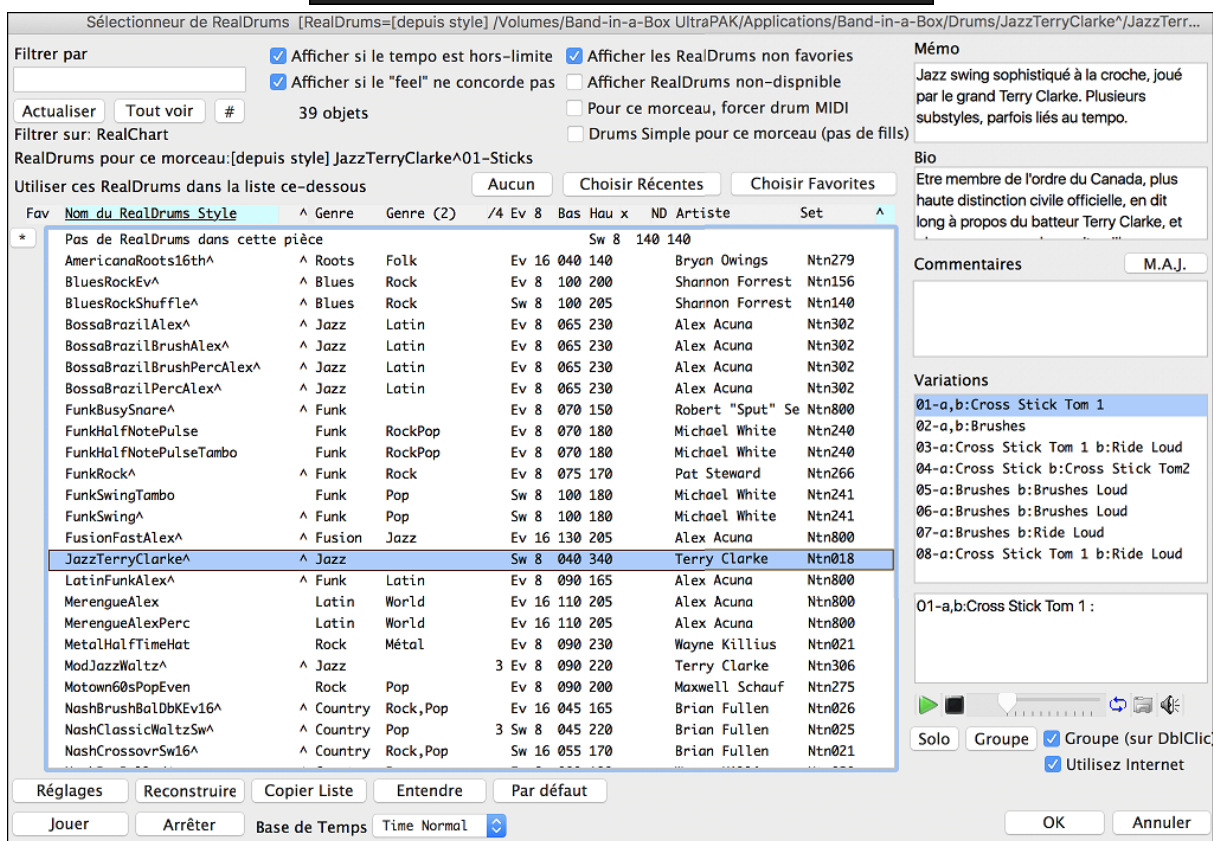 Sélectionneur de RealDrums [RealDrums=[depuis style] /Volumes/Band-in-a-Box UltraPAK/Applications/Band-in-a-Box/Drums/JazzTerryClarke^/JazzTerr...
Filtrer par
Afficher si le tempo est hors-limite
Afficher les RealDrums non favories
Afficher si le "feel" ne concorde pas
Afficher RealDrums non-dispnible
Actualiser
Tout voir
#
39 objets
Pour ce morceau, forcer drum MIDI
Filtrer sur: RealChart
Drums Simple pour ce morceau (pas de fills)
RealDrums pour ce morceau:[depuis style] JazzTerryClarke^01-Sticks
Utiliser ces RealDrums dans la liste ce-dessous
Aucun
Choisir Récentes
Choisir Favorites
Fav Nom du RealDrums Style ^ Genre Genre (2) /4 Ev 8 Bas Hau x ND Artiste Set ^
* Pas de RealDrums dans cette pièce Sw 8 140 140
AmericanaRoots16th^ ^ Roots Folk Ev 16 040 140 Bryan Owings Ntn279
BluesRockEv^ ^ Blues Rock Ev 8 100 200 Shannon Forrest Ntn156
BluesRockShuffle^ ^ Blues Rock Sw 8 100 205 Shannon Forrest Ntn140
BossaBrazilAlex^ ^ Jazz Latin Ev 8 065 230 Alex Acuna Ntn302
BossaBrazilBrushAlex^ ^ Jazz Latin Ev 8 065 230 Alex Acuna Ntn302
BossaBrazilBrushPercAlex^ ^ Jazz Latin Ev 8 065 230 Alex Acuna Ntn302
BossaBrazilPercAlex^ ^ Jazz Latin Ev 8 065 230 Alex Acuna Ntn302
FunkBusySnare^ ^ Funk Ev 8 070 150 Robert "Sput" Se Ntn800
FunkHalfNotePulse Funk RockPop Ev 8 070 180 Michael White Ntn240
FunkHalfNotePulseTambo Funk RockPop Ev 8 070 180 Michael White Ntn240
FunkRock^ ^ Funk Rock Ev 8 075 170 Pat Steward Ntn266
FunkSwingTambo Funk Pop Sw 8 100 180 Michael White Ntn241
FunkSwing^ ^ Funk Pop Sw 8 100 180 Michael White Ntn241
FusionFastAlex^ ^ Fusion Jazz Ev 16 130 205 Alex Acuna Ntn800
JazzTerryClarke^ ^ Jazz Sw 8 040 340 Terry Clarke Ntn018
LatinFunkAlex^ ^ Funk Latin Ev 8 090 165 Alex Acuna Ntn800
MerengueAlex Latin World Ev 16 110 205 Alex Acuna Ntn800
MerengueAlexPerc Latin World Ev 16 110 205 Alex Acuna Ntn800
MetalHalfTimeHat Rock Métal Ev 8 090 230 Wayne Killius Ntn021
ModJazzWaltz^ ^ Jazz 3 Ev 8 090 220 Terry Clarke Ntn306
Motown60sPopEven Rock Pop Ev 8 090 200 Maxwell Schauf Ntn275
NashBrushBalDbKEv16^ ^ Country Rock,Pop Ev 16 045 165 Brian Fullen Ntn026
NashClassicWaltzSw^ ^ Country Pop 3 Sw 8 045 220 Brian Fullen Ntn025
NashCrossovrSw16^ ^ Country Rock,Pop Sw 16 055 170 Brian Fullen Ntn021
Réglages
Reconstruire
Copier Liste
Entendre
Par défaut
Jouer
Arrêter
Base de Temps
Time Normal
Mémo
Jazz swing sophistiqué à la croche, joué
par le grand Terry Clarke. Plusieurs
substyles, parfois liés au tempo.
Bio
Etre membre de l'ordre du Canada, plus
haute distinction civile officielle, en dit
long à propos du batteur Terry Clarke, et
Commentaires
M.A.J.
Variations
01-a,b:Cross Stick Tom 1
02-a,b:Brushes
03-a:Cross Stick Tom 1 b:Ride Loud
04-a:Cross Stick b:Cross Stick Tom2
05-a:Brushes b:Brushes Loud
06-a:Brushes b:Brushes Loud
07-a:Brushes b:Ride Loud
08-a:Cross Stick Tom 1 b:Ride Loud
01-a,b:Cross Stick Tom 1 :
Solo
Groupe
Groupe (sur DblClic)
Utilisez Internet
OK
Annuler